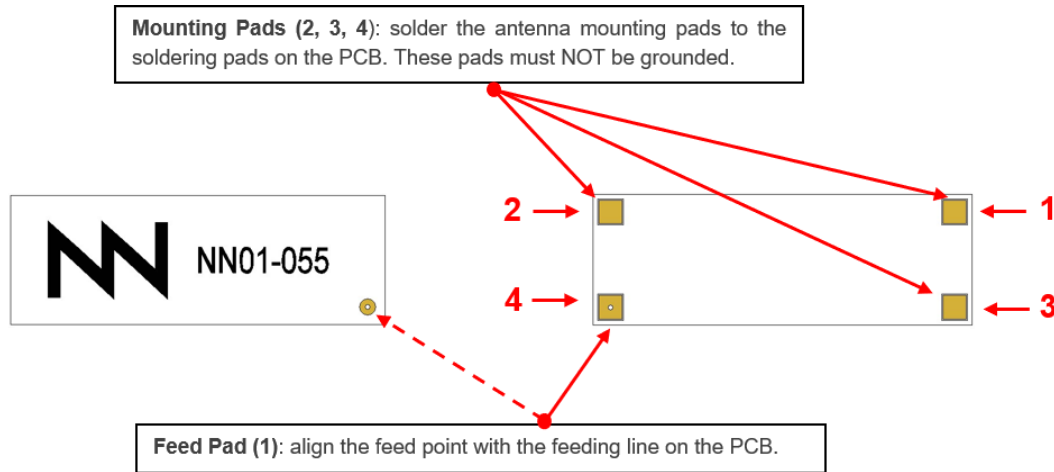 Mounting Pads (2, 3, 4): solder the antenna mounting pads to the
soldering pads on the PCB. These pads must NOT be grounded.
2
1
NN NN01-055
4
3
Feed Pad (1): align the feed point with the feeding line on the PCB.